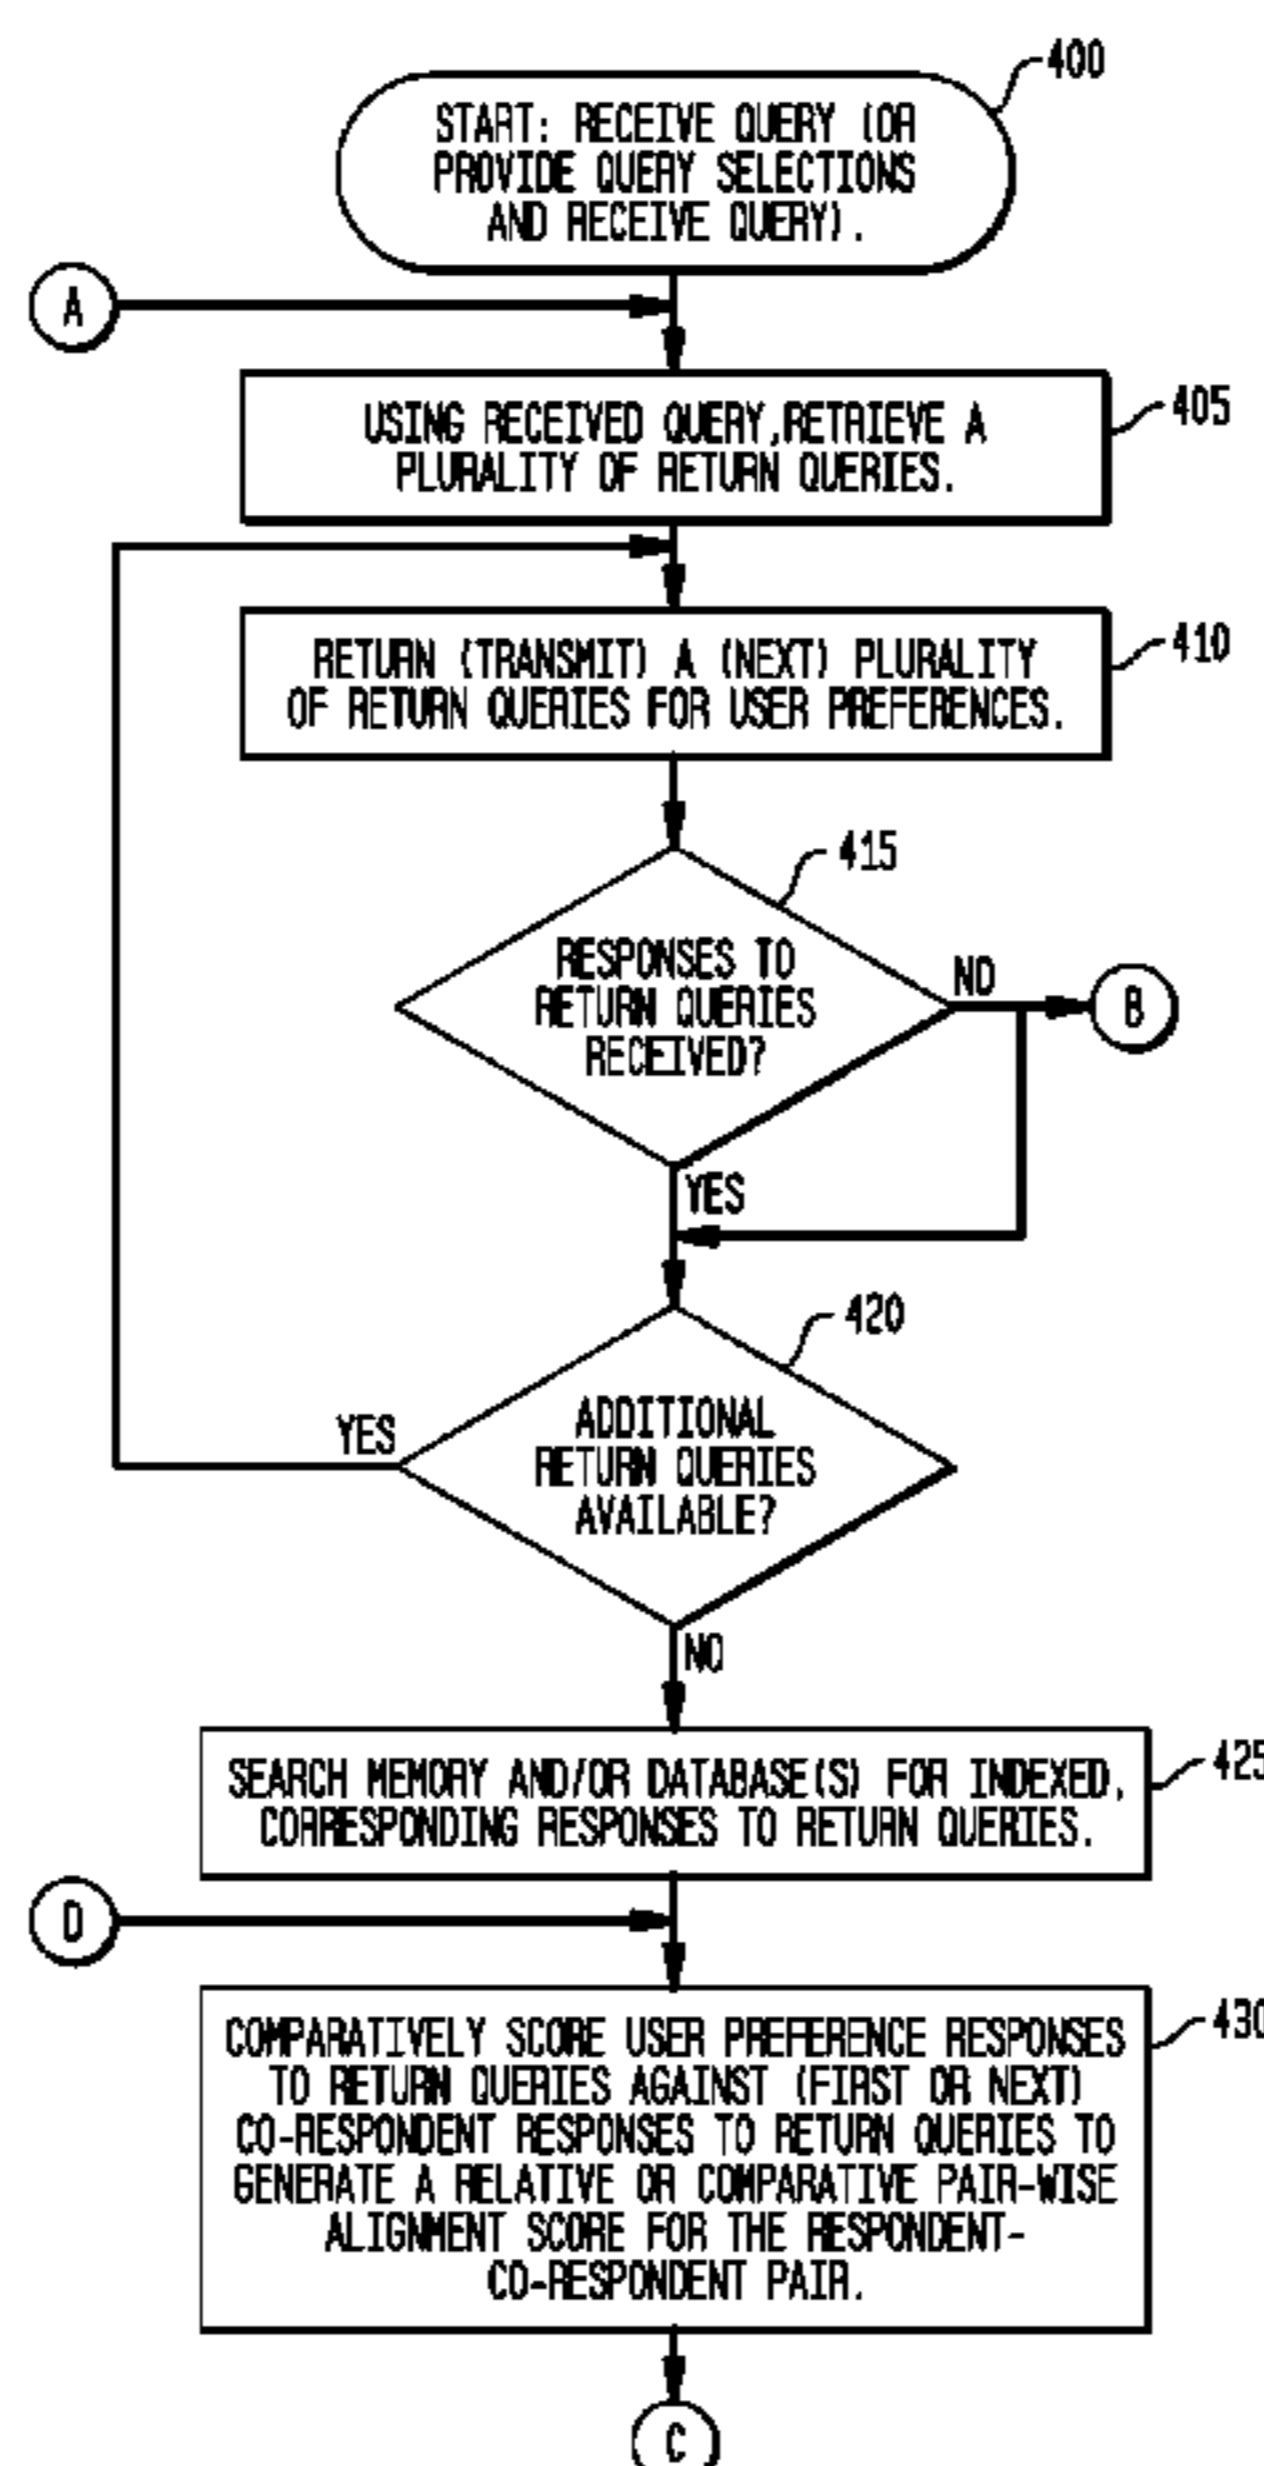 400
START: RECEIVE QUERY (OR
PROVIDE QUERY SELECTIONS
AND RECEIVE QUERY).
A
405
USING RECEIVED QUERY,RETRIEVE A
PLURALITY OF RETURN QUERIES.
410
RETURN (TRANSMIT) A (NEXT) PLURALITY
OF RETURN QUERIES FOR USER PREFERENCES.
415
RESPONSES TO
RETURN QUERIES
RECEIVED?
NO
B
YES
420
ADDITIONAL
RETURN QUERIES
AVAILABLE?
YES
NO
425
SEARCH MEMORY AND/OR DATABASE(S) FOR INDEXED,
CORRESPONDING RESPONSES TO RETURN QUERIES.
D
430
COMPARATIVELY SCORE USER PREFERENCE RESPONSES
TO RETURN QUERIES AGAINST (FIRST OR NEXT)
CO-RESPONDENT RESPONSES TO RETURN QUERIES TO
GENERATE A RELATIVE OR COMPARATIVE PAIR-WISE
ALIGNMENT SCORE FOR THE RESPONDENT-
CO-RESPONDENT PAIR.
C